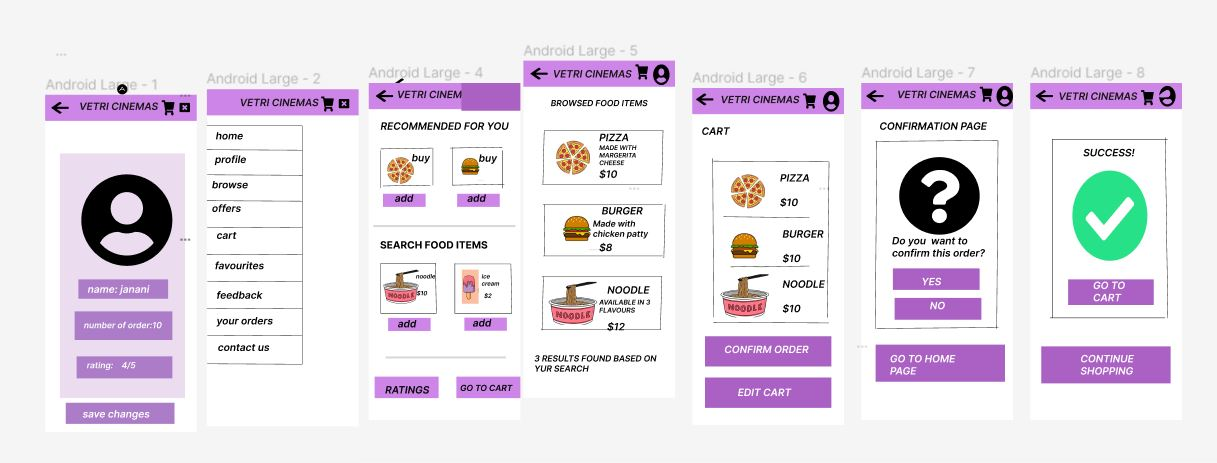 Android Large - 1
VETRI CINEMAS
name: janani
number of order:10
rating: 4/5
save changes
Android Large - 2
VETRI CINEMAS
home
profile
browse
offers
cart
favourites
feedback
your orders
contact us
Android Large - 4
VETRI CINEM
RECOMMENDED FOR YOU
buy
buy
add
add
SEARCH FOOD ITEMS
noodle
$10
NOODLE
Ice
cream
$2
add
add
RATINGS
GO TO CART
Android Large - 5
VETRI CINEMAS
BROWSED FOOD ITEMS
PIZZA
MADE WITH
MARGERITA
CHEESE
$10
BURGER
Made with
chicken patty
$8
NOODLE
AVAILABLE IN 3
FLAVOURS
$12
NOODLE
3 RESULTS FOUND BASED ON
YUR SEARCH
Android Large - 6
VETRI CINEMAS
CART
PIZZA
$10
BURGER
$10
NOODLE
$10
NOODLE
CONFIRM ORDER
EDIT CART
Android Large - 7
VETRI CINEMAS
CONFIRMATION PAGE
?
Do you want to
confirm this order?
YES
NO
GO TO HOME
PAGE
Android Large - 8
VETRI CINEMAS
SUCCESS!
GO TO
CART
CONTINUE
SHOPPING